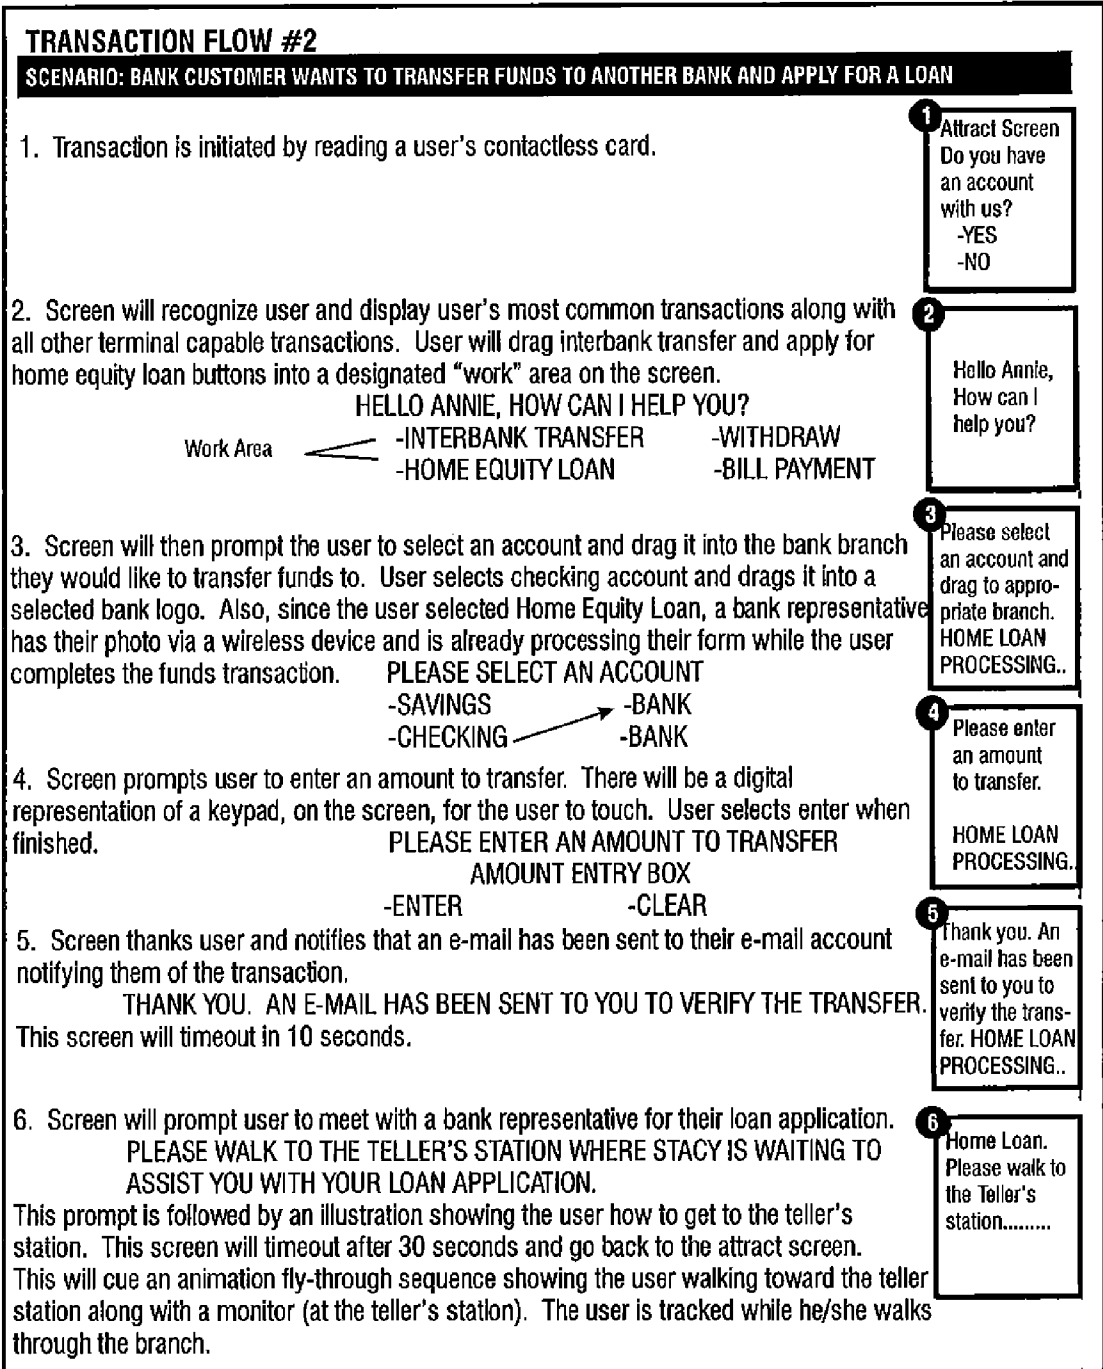 TRANSACTION FLOW #2
SCENARIO: BANK CUSTOMER WANTS TO TRANSFER FUNDS TO ANOTHER BANK AND APPLY FOR A LOAN
1. Transaction is initiated by reading a user's contactless card.
1
Attract Screen
Do you have
an account
with us?
-YES
-NO
2. Screen will recognize user and display user's most common transactions along with
all other terminal capable transactions. User will drag interbank transfer and apply for
home equity loan buttons into a designated "work" area on the screen.
HELLO ANNIE, HOW CAN I HELP YOU?
Work Area -INTERBANK TRANSFER -WITHDRAW
-HOME EQUITY LOAN -BILL PAYMENT
2
Hello Annie,
How can I
help you?
3. Screen will then prompt the user to select an account and drag it into the bank branch
they would like to transfer funds to. User selects checking account and drags it into a
selected bank logo. Also, since the user selected Home Equity Loan, a bank representative
has their photo via a wireless device and is already processing their form while the user
completes the funds transaction. PLEASE SELECT AN ACCOUNT
-SAVINGS -BANK
-CHECKING -BANK
3
Please select
an account and
drag to appro-
priate branch.
HOME LOAN
PROCESSING..
4. Screen prompts user to enter an amount to transfer. There will be a digital
representation of a keypad, on the screen, for the user to touch. User selects enter when
finished. PLEASE ENTER AN AMOUNT TO TRANSFER
AMOUNT ENTRY BOX
-ENTER -CLEAR
4
Please enter
an amount
to transfer.
HOME LOAN
PROCESSING..
5. Screen thanks user and notifies that an e-mail has been sent to their e-mail account
notifying them of the transaction.
THANK YOU. AN E-MAIL HAS BEEN SENT TO YOU TO VERIFY THE TRANSFER.
This screen will timeout in 10 seconds.
5
Thank you. An
e-mail has been
sent to you to
verify the trans-
fer. HOME LOAN
PROCESSING..
6. Screen will prompt user to meet with a bank representative for their loan application.
PLEASE WALK TO THE TELLER'S STATION WHERE STACY IS WAITING TO
ASSIST YOU WITH YOUR LOAN APPLICATION.
This prompt is followed by an illustration showing the user how to get to the teller's
station. This screen will timeout after 30 seconds and go back to the attract screen.
This will cue an animation fly-through sequence showing the user walking toward the teller
station along with a monitor (at the teller's station). The user is tracked while he/she walks
through the branch.
6
Home Loan.
Please walk to
the Teller's
station.........